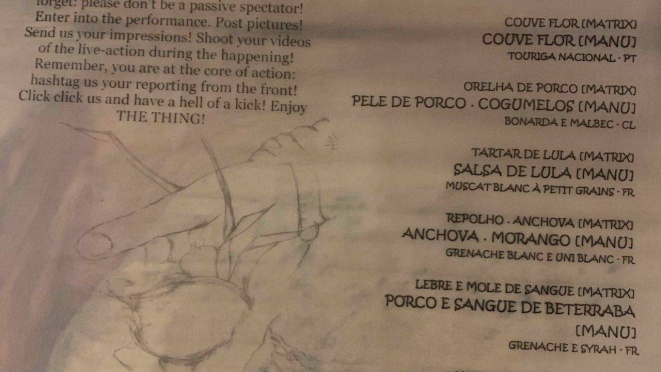 forget: please don't be a passive spectator!
Enter into the performance. Post pictures!
Send us your impressions! Shoot your videos
of the live-action during the happening!
Remember, you are at the core of action:
hashtag us your reporting from the front!
Click click us and have a hell of a kick! Enjoy
THE THING!
COUVE FLOR [MATRIX]
COUVE FLOR [MANU]
TOURIGA NACIONAL · PT
ORELHA DE PORCO [MATRIX]
PELE DE PORCO · COGUMELOS [MANU]
BONARDA E MALBEC · CL
TARTAR DE LULA [MATRIX]
SALSA DE LULA [MANU]
MUSCAT BLANC À PETIT GRAINS · FR
REPOLHO · ANCHOVA [MATRIX]
ANCHOVA · MORANGO [MANU]
GRENACHE BLANC E UNI BLANC · FR
LEBRE E MOLE DE SANGUE [MATRIX]
PORCO E SANGUE DE BETERRABA
[MANU]
GRENACHE E SYRAH · FR